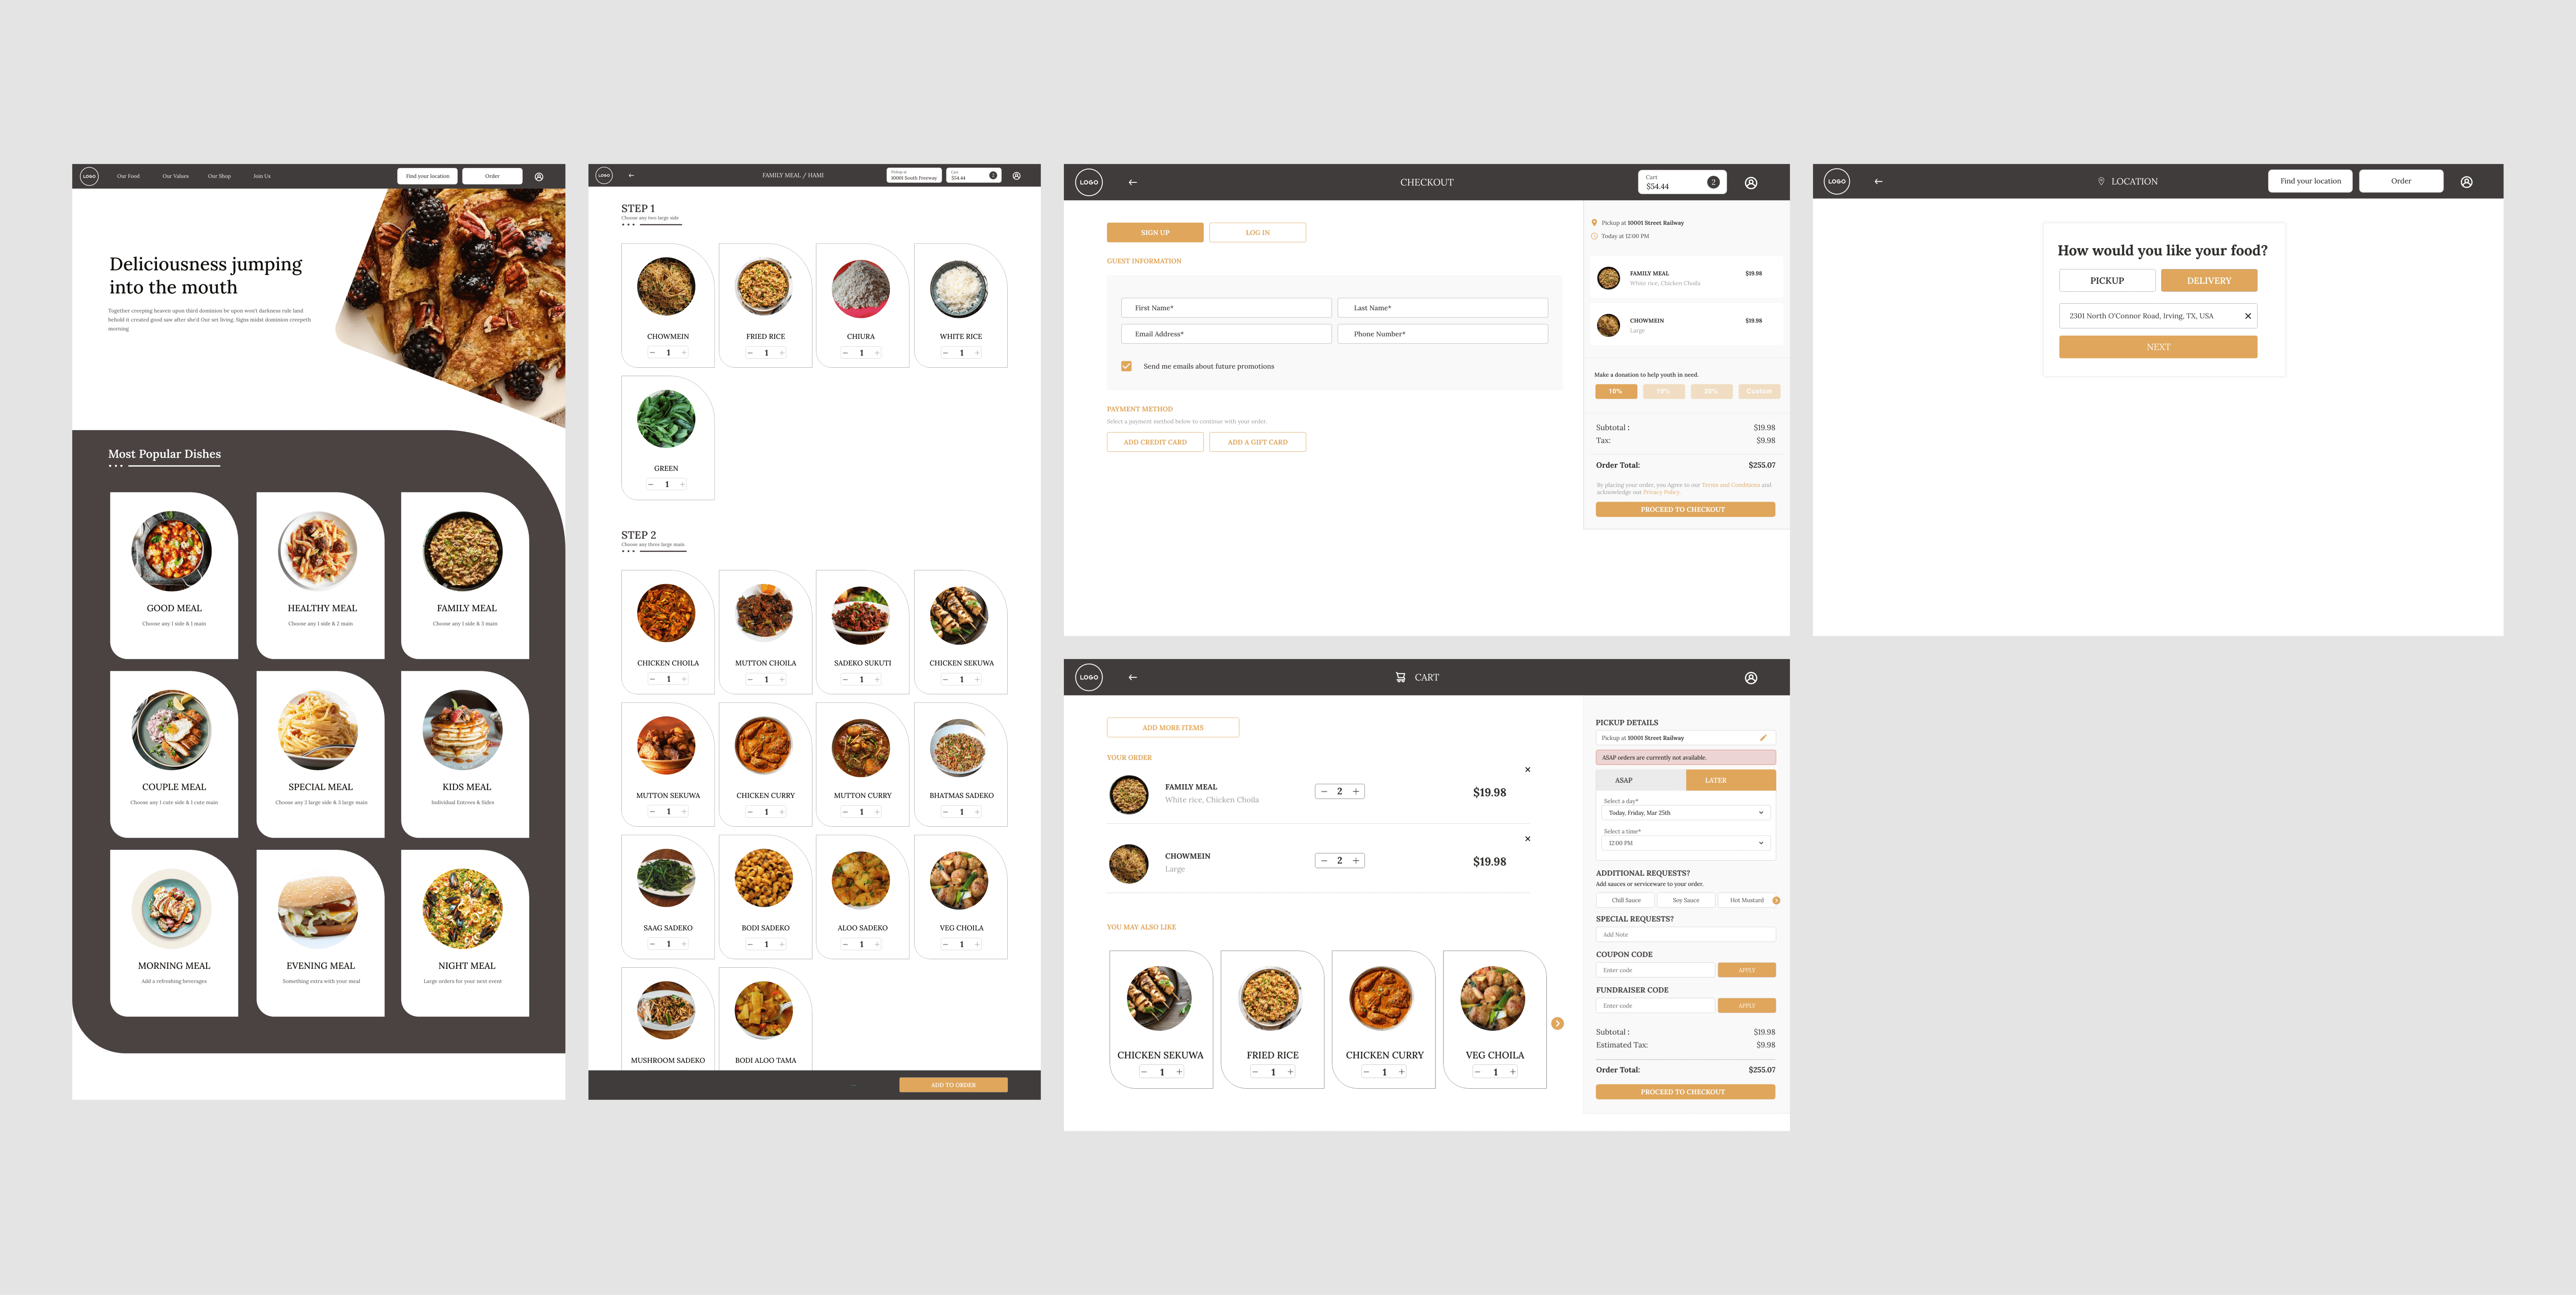 LOGO
Our Food
Our Values
Our Shop
Join Us
Find your location
Order
Deliciousness jumping
into the mouth
Together creeping heaven upon third dominion be upon won't darkness rule land
behold it created good saw after she'd Our set living. Signs midst dominion creepeth
morning
Most Popular Dishes
GOOD MEAL
Choose any 1 side & 1 main
HEALTHY MEAL
Choose any 1 side & 2 main
FAMILY MEAL
Choose any 1 side & 3 main
COUPLE MEAL
Choose any 1 cute side & 1 cute main
SPECIAL MEAL
Choose any 2 large side & 3 large main
KIDS MEAL
Individual Entrees & Sides
MORNING MEAL
Add a refreshing beverages
EVENING MEAL
Something extra with your meal
NIGHT MEAL
Large orders for your next event
LOGO
←
FAMILY MEAL / HAMI
Pickup at
10001 South Freeway
Cart
$54.44
2
STEP 1
Choose any two large side
CHOWMEIN
FRIED RICE
CHIURA
WHITE RICE
− 1 +
− 1 +
− 1 +
− 1 +
GREEN
− 1 +
STEP 2
Choose any three large main
CHICKEN CHOILA
MUTTON CHOILA
SADEKO SUKUTI
CHICKEN SEKUWA
− 1 +
− 1 +
− 1 +
− 1 +
MUTTON SEKUWA
CHICKEN CURRY
MUTTON CURRY
BHATMAS SADEKO
− 1 +
− 1 +
− 1 +
− 1 +
SAAG SADEKO
BODI SADEKO
ALOO SADEKO
VEG CHOILA
− 1 +
− 1 +
− 1 +
− 1 +
MUSHROOM SADEKO
BODI ALOO TAMA
ADD TO ORDER
LOGO
←
CHECKOUT
Cart
$54.44
2
SIGN UP
LOG IN
GUEST INFORMATION
First Name*
Last Name*
Email Address*
Phone Number*
Send me emails about future promotions
PAYMENT METHOD
Select a payment method below to continue with your order.
ADD CREDIT CARD
ADD A GIFT CARD
Pickup at 10001 Street Railway
Today at 12:00 PM
FAMILY MEAL
$19.98
White rice, Chicken Choila
CHOWMEIN
$19.98
Large
Make a donation to help youth in need.
10%
20%
Custom
Subtotal : $19.98
Tax: $9.98
Order Total: $255.07
By placing your order, you Agree to our Terms and Conditions and
acknowledge out Privacy Policy.
PROCEED TO CHECKOUT
LOGO
←
CART
ADD MORE ITEMS
YOUR ORDER
FAMILY MEAL
White rice, Chicken Choila
− 2 +
$19.98
CHOWMEIN
Large
− 2 +
$19.98
YOU MAY ALSO LIKE
CHICKEN SEKUWA
FRIED RICE
CHICKEN CURRY
VEG CHOILA
− 1 +
− 1 +
− 1 +
− 1 +
PICKUP DETAILS
Pickup at 10001 Street Railway
ASAP orders are currently not available.
ASAP
LATER
Select a day*
Today, Friday, Mar 25th
Select a time*
12:00 PM
ADDITIONAL REQUESTS?
Add sauces or serviceware to your order.
Chill Sauce
Soy Sauce
Hot Mustard
SPECIAL REQUESTS?
Add Note
COUPON CODE
Enter code
APPLY
FUNDRAISER CODE
Enter code
APPLY
Subtotal : $19.98
Estimated Tax: $9.98
Order Total: $255.07
PROCEED TO CHECKOUT
LOGO
←
LOCATION
Find your location
Order
How would you like your food?
PICKUP
DELIVERY
2301 North O'Connor Road, Irving, TX, USA
NEXT